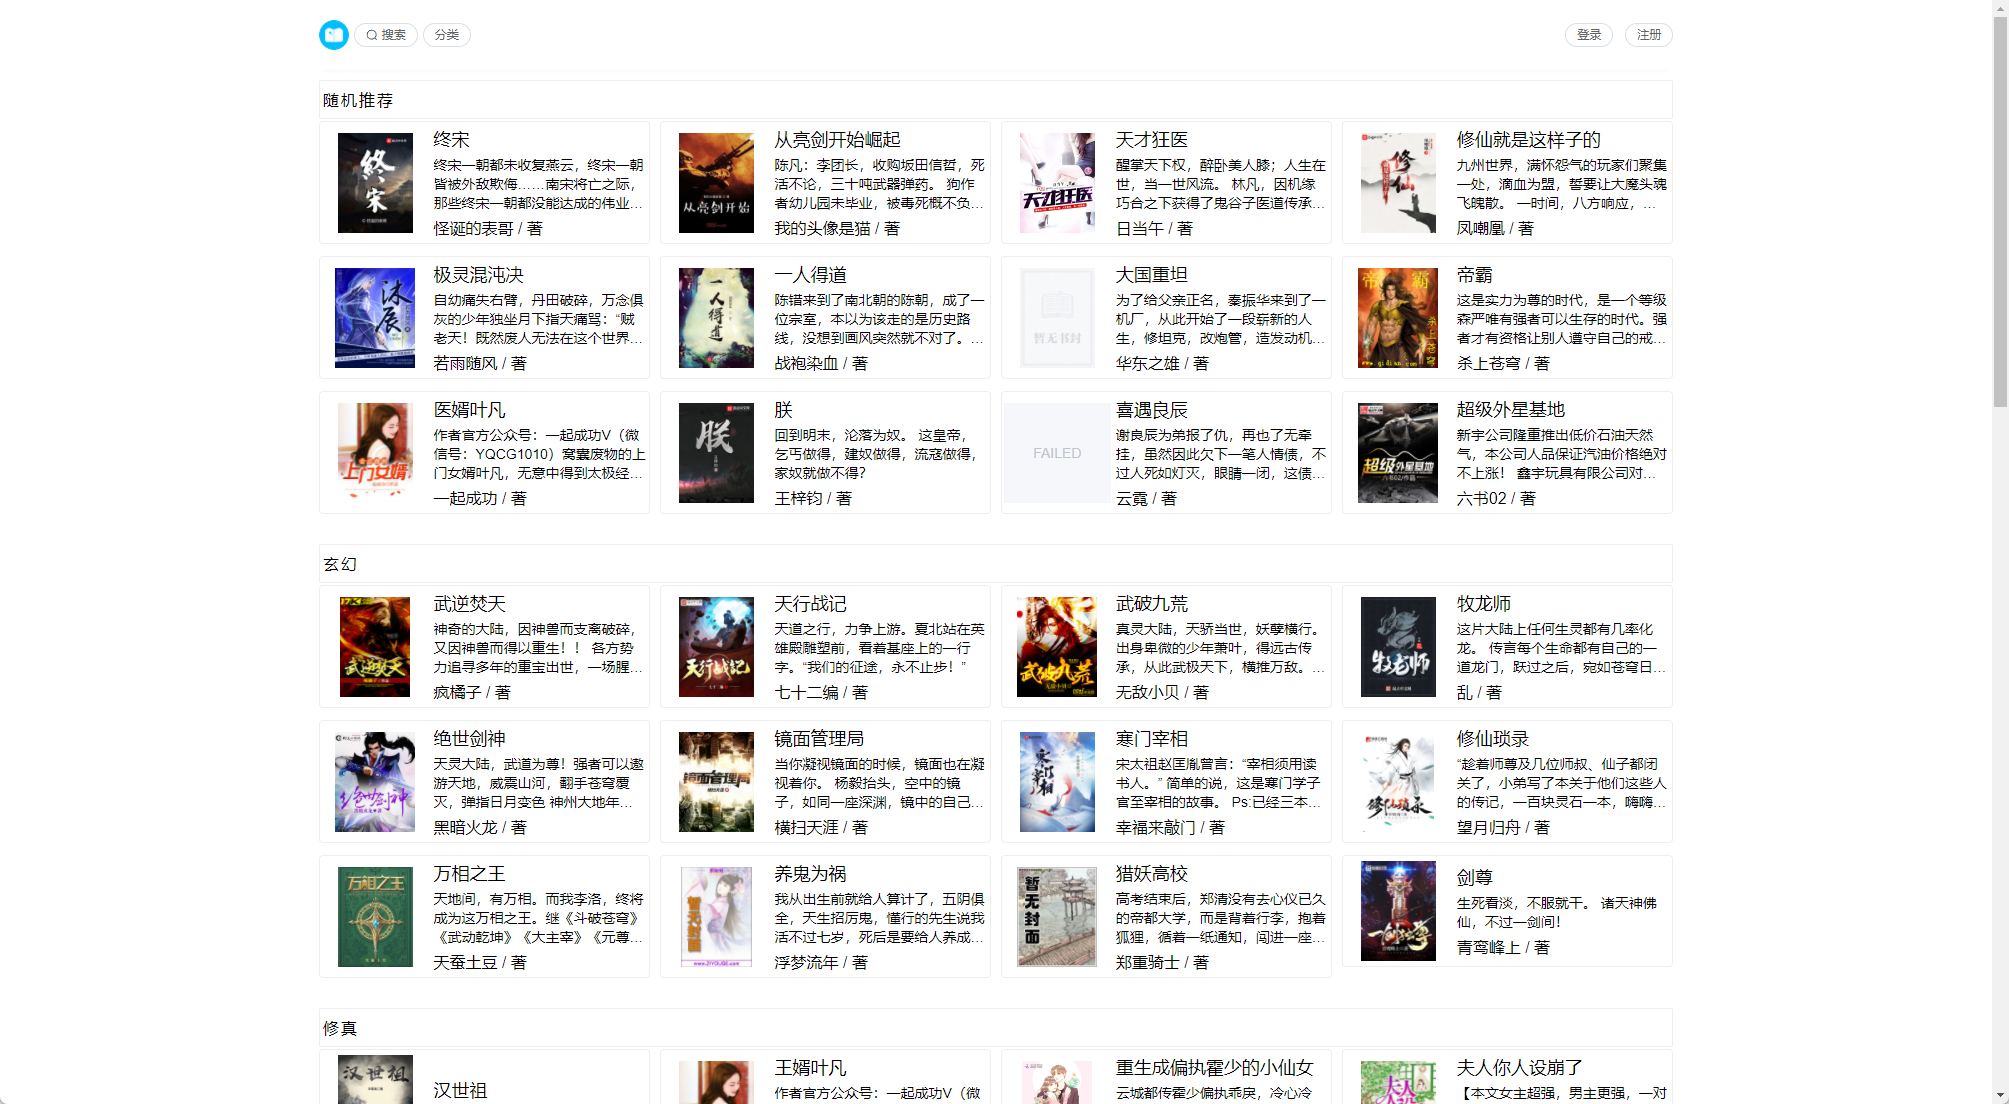 搜索
分类
登录
注册
随机推荐
终宋
终宋一朝都未收复燕云，终宋一朝
皆被外敌欺侮……南宋将亡之际，
那些终宋一朝都没能达成的伟业…
怪诞的表哥 / 著
从亮剑开始崛起
陈凡：李团长，收购坂田信哲，死
活不论，三十吨武器弹药。 狗作
者幼儿园未毕业，被毒死概不负…
我的头像是猫 / 著
天才狂医
醒掌天下权，醉卧美人膝；人生在
世，当一世风流。 林凡，因机缘
巧合之下获得了鬼谷子医道传承…
日当午 / 著
修仙就是这样子的
九州世界，满怀怨气的玩家们聚集
一处，滴血为盟，誓要让大魔头魂
飞魄散。 一时间，八方响应，…
凤嘲凰 / 著
极灵混沌决
自幼痛失右臂，丹田破碎，万念俱
灰的少年独坐月下指天痛骂：“贼
老天！既然废人无法在这个世界…
若雨随风 / 著
一人得道
陈错来到了南北朝的陈朝，成了一
位宗室，本以为该走的是历史路
线，没想到画风突然就不对了。…
战袍染血 / 著
暂无书封
大国重坦
为了给父亲正名，秦振华来到了一
机厂，从此开始了一段崭新的人
生，修坦克，改炮管，造发动机…
华东之雄 / 著
帝霸
这是实力为尊的时代，是一个等级
森严唯有强者可以生存的时代。强
者才有资格让别人遵守自己的戒…
杀上苍穹 / 著
医婿叶凡
作者官方公众号：一起成功V（微
信号：YQCG1010）窝囊废物的上
门女婿叶凡，无意中得到太极经…
一起成功 / 著
朕
回到明末，沦落为奴。 这皇帝，
乞丐做得，建奴做得，流寇做得，
家奴就做不得？
王梓钧 / 著
FAILED
喜遇良辰
谢良辰为弟报了仇，再也了无牵
挂，虽然因此欠下一笔人情债，不
过人死如灯灭，眼睛一闭，这债…
云霓 / 著
超级外星基地
新宇公司隆重推出低价石油天然
气，本公司人品保证汽油价格绝对
不上涨！ 鑫宇玩具有限公司对…
六书02 / 著
玄幻
武逆焚天
神奇的大陆，因神兽而支离破碎，
又因神兽而得以重生！！ 各方势
力追寻多年的重宝出世，一场腥…
疯橘子 / 著
天行战记
天道之行，力争上游。夏北站在英
雄殿雕塑前，看着基座上的一行
字。“我们的征途，永不止步！”
七十二编 / 著
武破九荒
真灵大陆，天骄当世，妖孽横行。
出身卑微的少年萧叶，得远古传
承，从此武极天下，横推万敌。…
无敌小贝 / 著
牧龙师
这片大陆上任何生灵都有几率化
龙。 传言每个生命都有自己的一
道龙门，跃过之后，宛如苍穹日…
乱 / 著
绝世剑神
天灵大陆，武道为尊！强者可以遨
游天地，威震山河，翻手苍穹覆
灭，弹指日月变色 神州大地年…
黑暗火龙 / 著
镜面管理局
当你凝视镜面的时候，镜面也在凝
视着你。 杨毅抬头，空中的镜
子，如同一座深渊，镜中的自己…
横扫天涯 / 著
寒门宰相
宋太祖赵匡胤曾言：“宰相须用读
书人。” 简单的说，这是寒门学子
官至宰相的故事。 Ps:已经三本…
幸福来敲门 / 著
修仙琐录
“趁着师尊及几位师叔、仙子都闭
关了，小弟写了本关于他们这些人
的传记，一百块灵石一本，嗨嗨…
望月归舟 / 著
万相之王
天地间，有万相。而我李洛，终将
成为这万相之王。继《斗破苍穹》
《武动乾坤》《大主宰》《元尊…
天蚕土豆 / 著
养鬼为祸
我从出生前就给人算计了，五阴俱
全，天生招厉鬼，懂行的先生说我
活不过七岁，死后是要给人养成…
浮梦流年 / 著
暂无封面
猎妖高校
高考结束后，郑清没有去心仪已久
的帝都大学，而是背着行李，抱着
狐狸，循着一纸通知，闯进一座…
郑重骑士 / 著
剑尊
生死看淡，不服就干。 诸天神佛
仙，不过一剑间！
青鸾峰上 / 著
修真
汉世祖
王婿叶凡
作者官方公众号：一起成功V（微
重生成偏执霍少的小仙女
云城都传霍少偏执乖戾，冷心冷
夫人你人设崩了
【本文女主超强，男主更强，一对